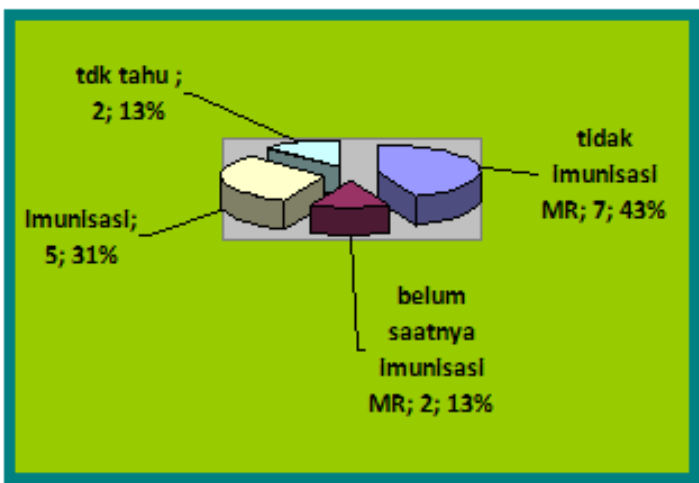 tdk tahu ;
2; 13%
tidak
imunisasi
MR; 7; 43%
Imunisasi;
5; 31%
belum
saatnya
imunisasi
MR; 2; 13%